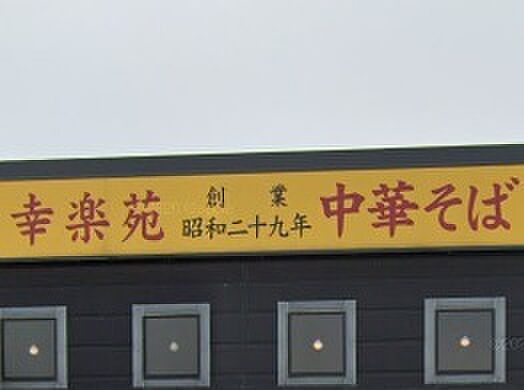 幸楽苑
創業
昭和二十九年
中華そば